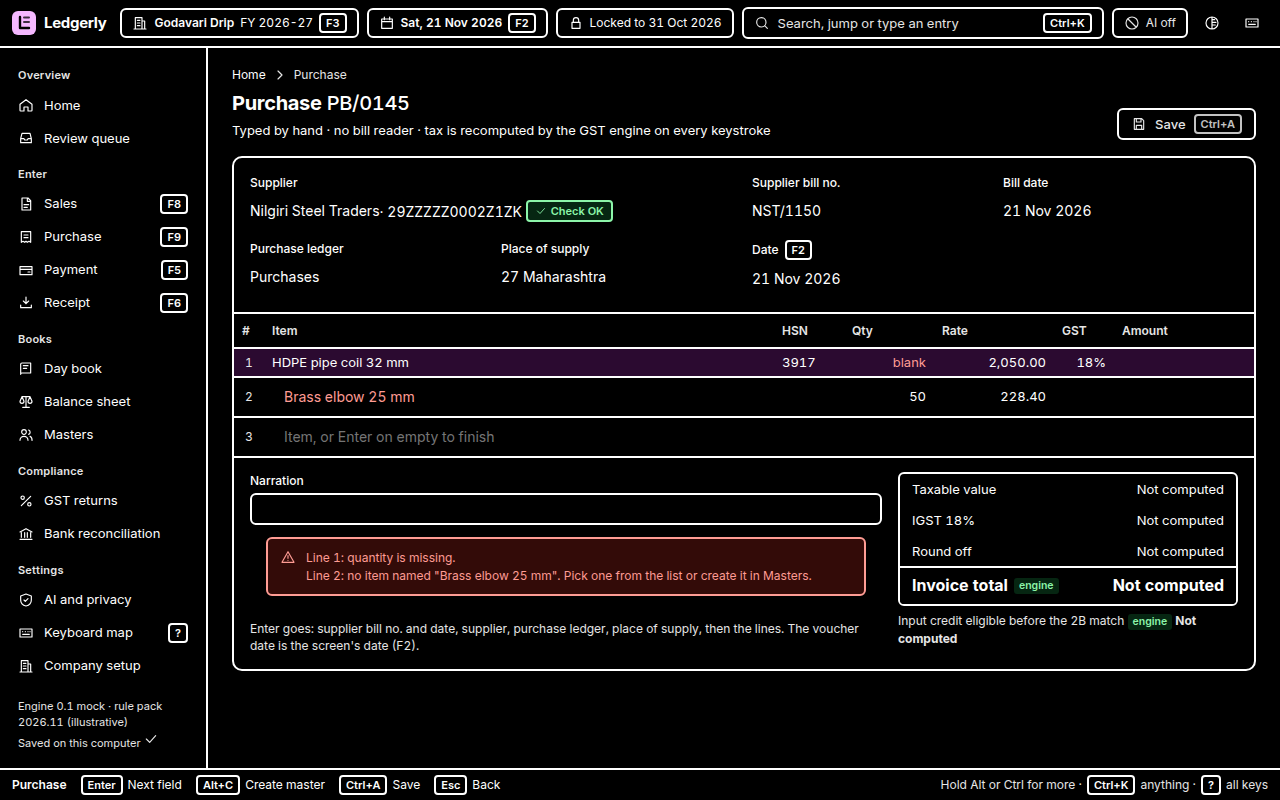 Ledgerly
Godavari Drip FY 2026-27 F3
Sat, 21 Nov 2026 F2
Locked to 31 Oct 2026
Search, jump or type an entry Ctrl+K
AI off
Overview
Home
Review queue
Enter
Sales F8
Purchase F9
Payment F5
Receipt F6
Books
Day book
Balance sheet
Masters
Compliance
GST returns
Bank reconciliation
Settings
AI and privacy
Keyboard map ?
Company setup
Engine 0.1 mock · rule pack
2026.11 (illustrative)
Saved on this computer
Home > Purchase
Purchase PB/0145
Typed by hand · no bill reader · tax is recomputed by the GST engine on every keystroke
Save Ctrl+A
Supplier Supplier bill no. Bill date
Nilgiri Steel Traders· 29ZZZZZ0002Z1ZK Check OK NST/1150 21 Nov 2026
Purchase ledger Place of supply Date F2
Purchases 27 Maharashtra 21 Nov 2026
# Item HSN Qty Rate GST Amount
1 HDPE pipe coil 32 mm 3917 blank 2,050.00 18%
2 Brass elbow 25 mm 50 228.40
3 Item, or Enter on empty to finish
Narration
Line 1: quantity is missing.
Line 2: no item named "Brass elbow 25 mm". Pick one from the list or create it in Masters.
Enter goes: supplier bill no. and date, supplier, purchase ledger, place of supply, then the lines. The voucher
date is the screen's date (F2).
Taxable value Not computed
IGST 18% Not computed
Round off Not computed
Invoice total engine Not computed
Input credit eligible before the 2B match engine Not
computed
Purchase Enter Next field Alt+C Create master Ctrl+A Save Esc Back
Hold Alt or Ctrl for more · Ctrl+K anything · ? all keys